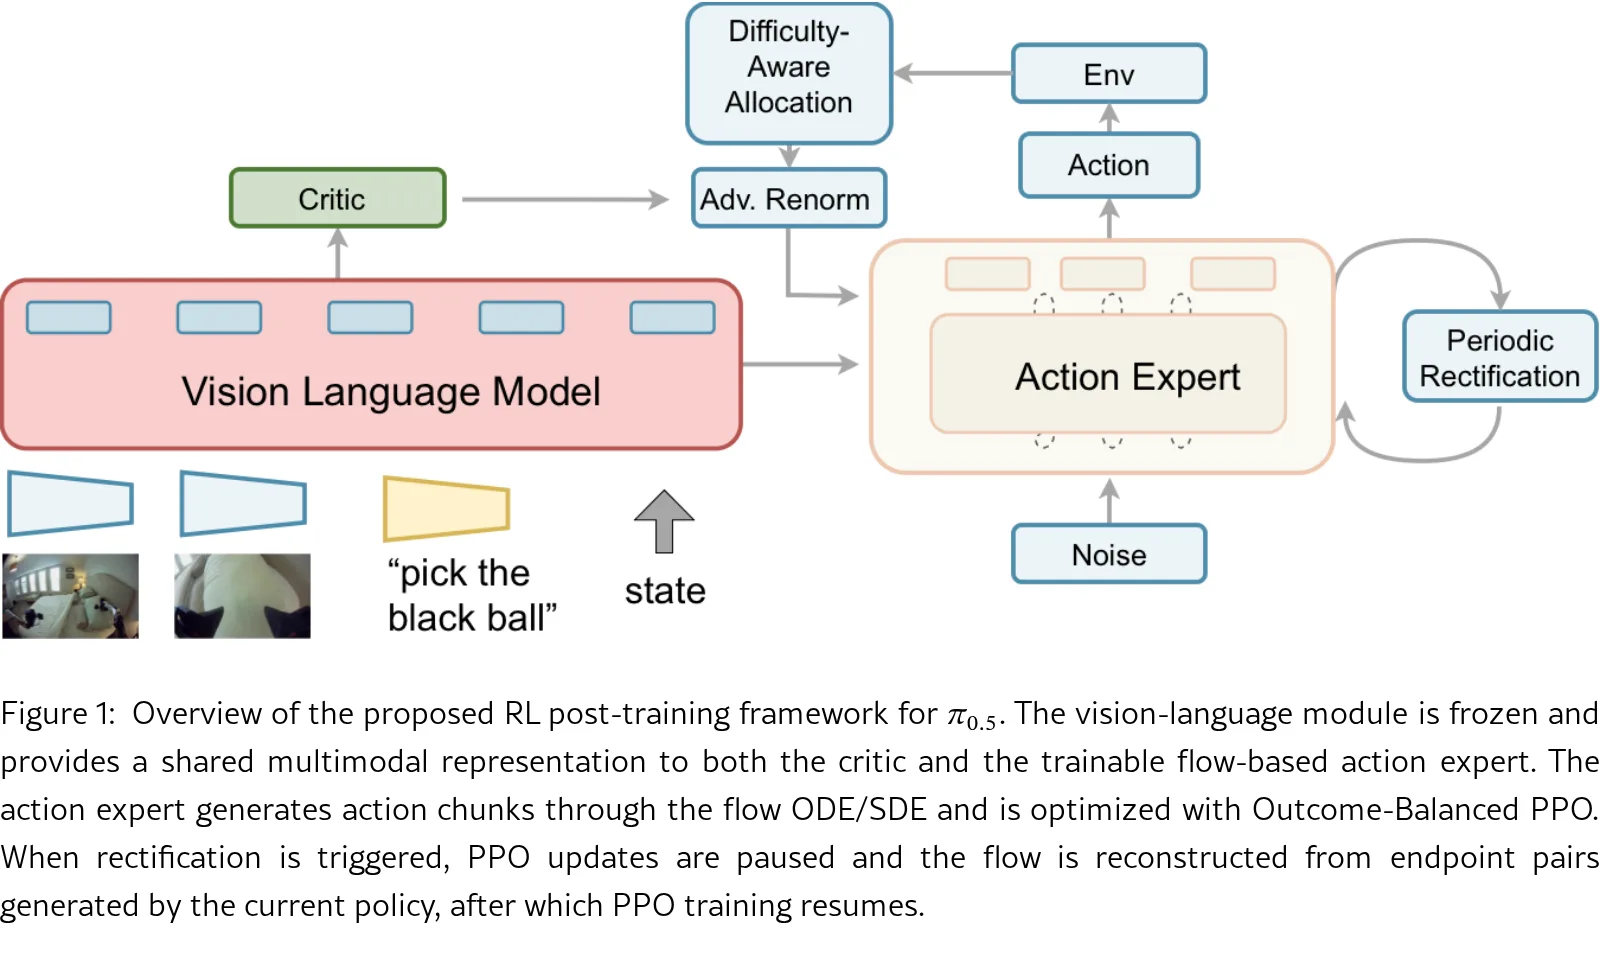 Difficulty-
Aware
Allocation
Env
Action
Critic
Adv. Renorm
Vision Language Model
Action Expert
Periodic
Rectification
Noise
“pick the
black ball”
state
Figure 1: Overview of the proposed RL post-training framework for π0.5. The vision-language module is frozen and
provides a shared multimodal representation to both the critic and the trainable flow-based action expert. The
action expert generates action chunks through the flow ODE/SDE and is optimized with Outcome-Balanced PPO.
When rectification is triggered, PPO updates are paused and the flow is reconstructed from endpoint pairs
generated by the current policy, after which PPO training resumes.